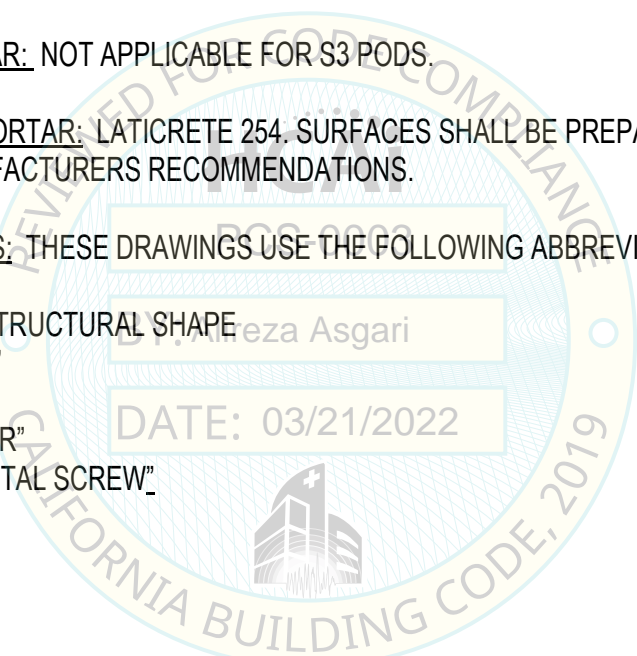 AR: NOT APPLICABLE FOR S3 PODS.
ORTAR: LATICRETE 254. SURFACES SHALL BE PREPA
FACTURERS RECOMMENDATIONS.
S: THESE DRAWINGS USE THE FOLLOWING ABBREVI
TRUCTURAL SHAPE
"
R”
TAL SCREW”
REVIEWED FOR CODE COMPLIANCE
HCAi
PCS-0003
BY: Alireza Asgari
DATE: 03/21/2022
CALIFORNIA BUILDING CODE, 2019